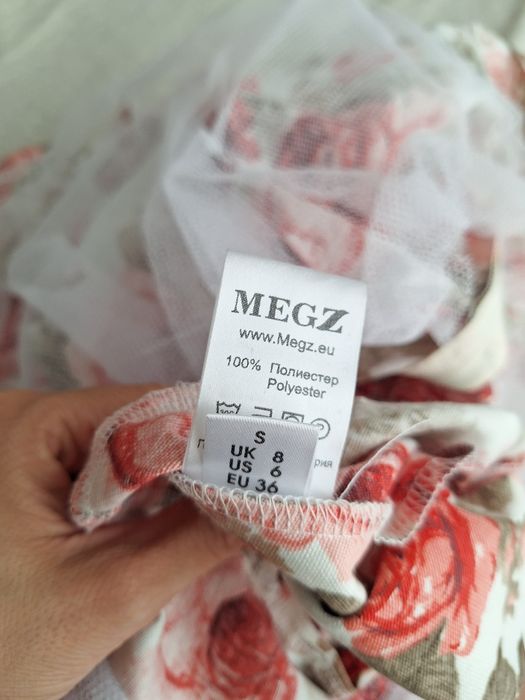 MEGZ
www.Megz.eu
100% Полиестер
Polyester
S
UK 8
US 6
EU 36